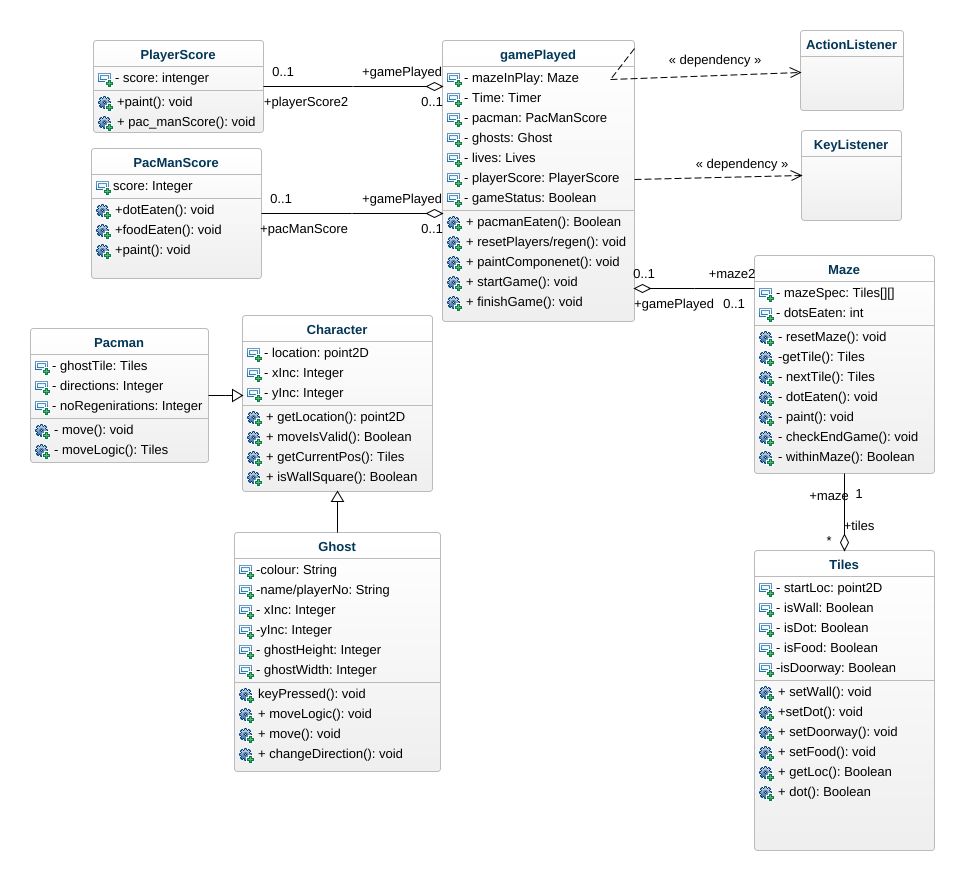 PlayerScore
- score: intenger
+paint(): void
+ pac_manScore(): void
0..1
+gamePlayed
+playerScore2
0..1
PacManScore
score: Integer
+dotEaten(): void
+foodEaten(): void
+paint(): void
0..1
+gamePlayed
+pacManScore
0..1
gamePlayed
- mazeInPlay: Maze
- Time: Timer
- pacman: PacManScore
- ghosts: Ghost
- lives: Lives
- playerScore: PlayerScore
- gameStatus: Boolean
+ pacmanEaten(): Boolean
+ resetPlayers/regen(): void
+ paintComponenet(): void
+ startGame(): void
+ finishGame(): void
« dependency »
ActionListener
« dependency »
KeyListener
0..1
+maze2
+gamePlayed
0..1
Maze
- mazeSpec: Tiles[][]
- dotsEaten: int
- resetMaze(): void
-getTile(): Tiles
- nextTile(): Tiles
- dotEaten(): void
- paint(): void
- checkEndGame(): void
- withinMaze(): Boolean
+maze
1
+tiles
*
Tiles
- startLoc: point2D
- isWall: Boolean
- isDot: Boolean
- isFood: Boolean
-isDoorway: Boolean
+ setWall(): void
+setDot(): void
+ setDoorway(): void
+ setFood(): void
+ getLoc(): Boolean
+ dot(): Boolean
Pacman
- ghostTile: Tiles
- directions: Integer
- noRegenirations: Integer
- move(): void
- moveLogic(): Tiles
Character
- location: point2D
- xInc: Integer
- yInc: Integer
+ getLocation(): point2D
+ moveIsValid(): Boolean
+ getCurrentPos(): Tiles
+ isWallSquare(): Boolean
Ghost
-colour: String
-name/playerNo: String
- xInc: Integer
-yInc: Integer
- ghostHeight: Integer
- ghostWidth: Integer
keyPressed(): void
+ moveLogic(): void
+ move(): void
+ changeDirection(): void